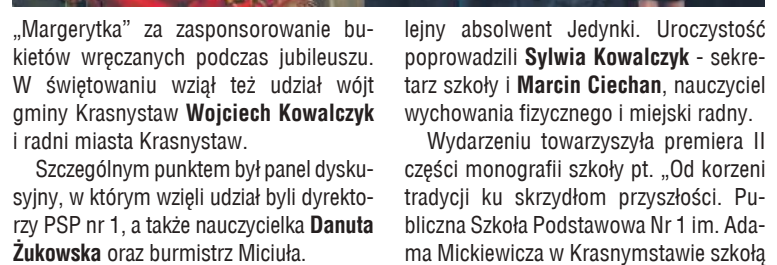 „Margerytka” za zasponsorowanie bu-
kietów wręczanych podczas jubileuszu.
W świętowaniu wziął też udział wójt
gminy Krasnystaw Wojciech Kowalczyk
i radni miasta Krasnystaw.
Szczególnym punktem był panel dysku-
syjny, w którym wzięli udział byli dyrekto-
rzy PSP nr 1, a także nauczycielka Danuta
Żukowska oraz burmistrz Miciuła.
lejny absolwent Jedynki. Uroczystość
poprowadzili Sylwia Kowalczyk - sekre-
tarz szkoły i Marcin Ciechan, nauczyciel
wychowania fizycznego i miejski radny.
Wydarzeniu towarzyszyła premiera II
części monografii szkoły pt. „Od korzeni
tradycji ku skrzydłom przyszłości. Pu-
bliczna Szkoła Podstawowa Nr 1 im. Ada-
ma Mickiewicza w Krasnymstawie szkołą